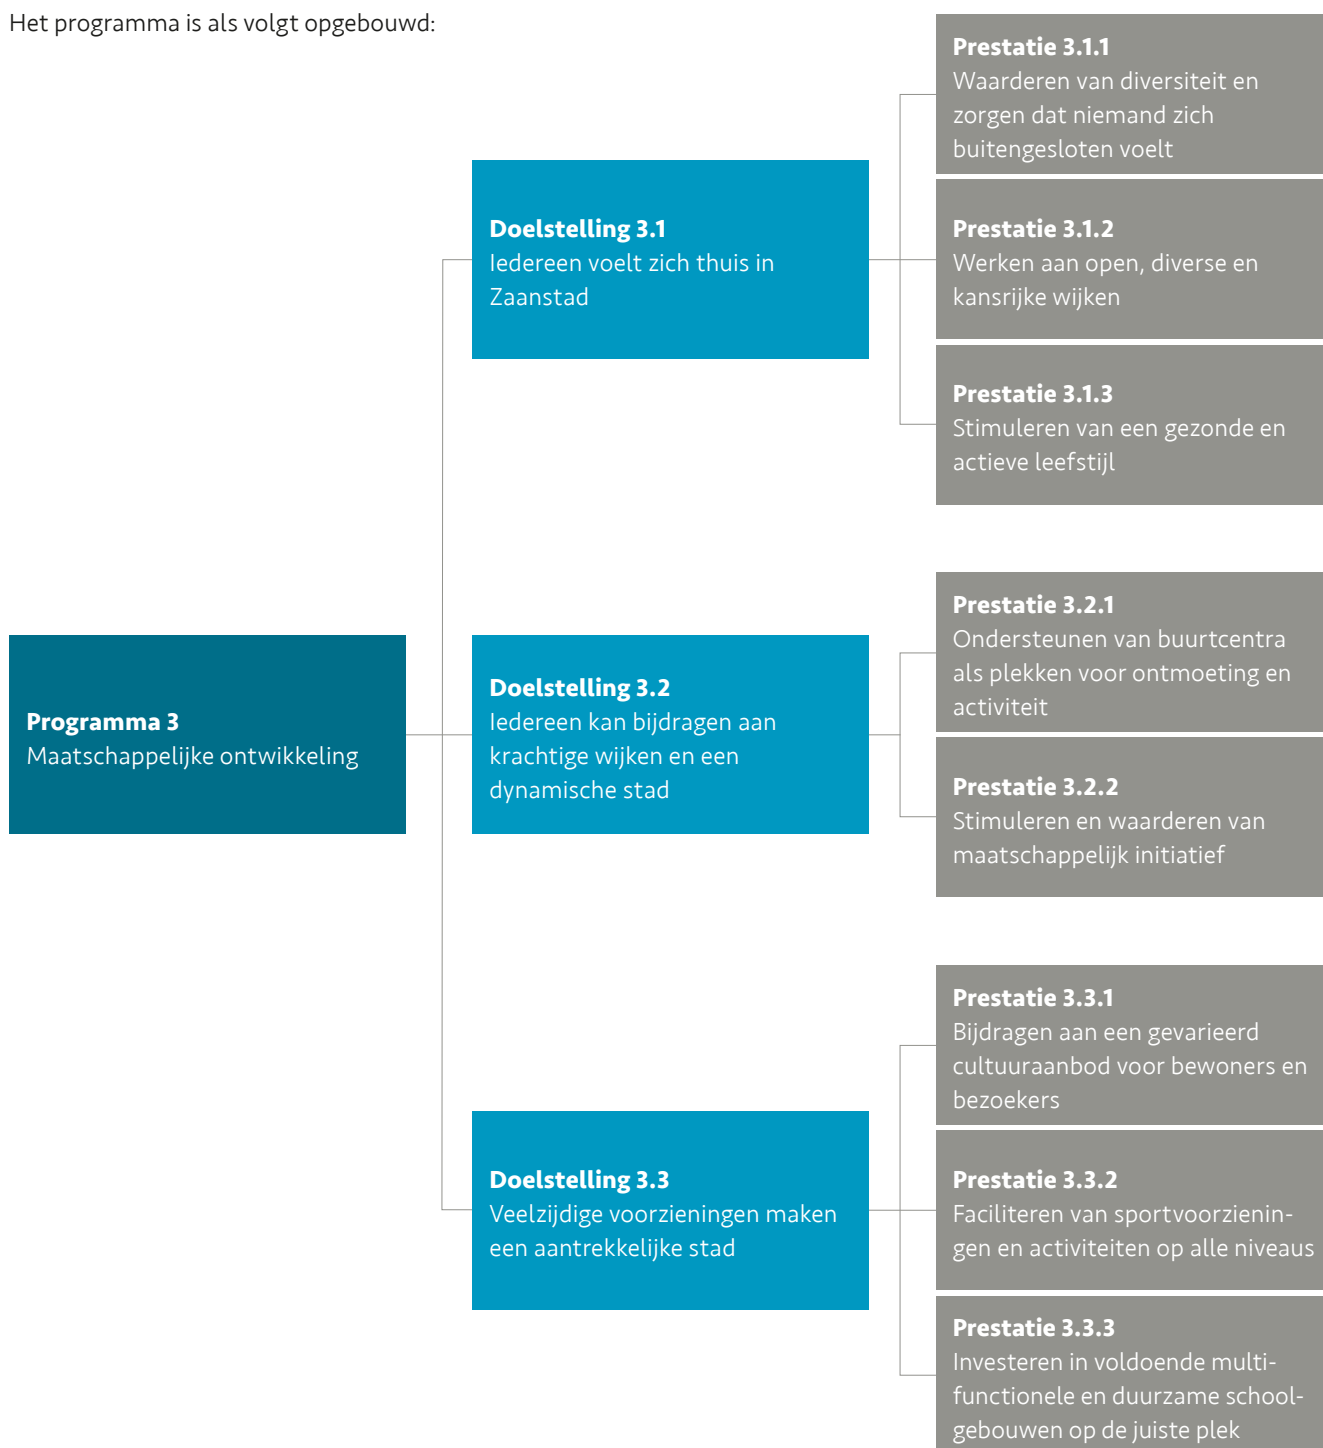 Het programma is als volgt opgebouwd:
Programma 3
Maatschappelijke ontwikkeling
Doelstelling 3.1
Iedereen voelt zich thuis in
Zaanstad
Prestatie 3.1.1
Waarderen van diversiteit en
zorgen dat niemand zich
buitengesloten voelt
Prestatie 3.1.2
Werken aan open, diverse en
kansrijke wijken
Prestatie 3.1.3
Stimuleren van een gezonde en
actieve leefstijl
Doelstelling 3.2
Iedereen kan bijdragen aan
krachtige wijken en een
dynamische stad
Prestatie 3.2.1
Ondersteunen van buurtcentra
als plekken voor ontmoeting en
activiteit
Prestatie 3.2.2
Stimuleren en waarderen van
maatschappelijk initiatief
Doelstelling 3.3
Veelzijdige voorzieningen maken
een aantrekkelijke stad
Prestatie 3.3.1
Bijdragen aan een gevarieerd
cultuuraanbod voor bewoners en
bezoekers
Prestatie 3.3.2
Faciliteren van sportvoorzienin-
gen en activiteiten op alle niveaus
Prestatie 3.3.3
Investeren in voldoende multi-
functionele en duurzame school-
gebouwen op de juiste plek